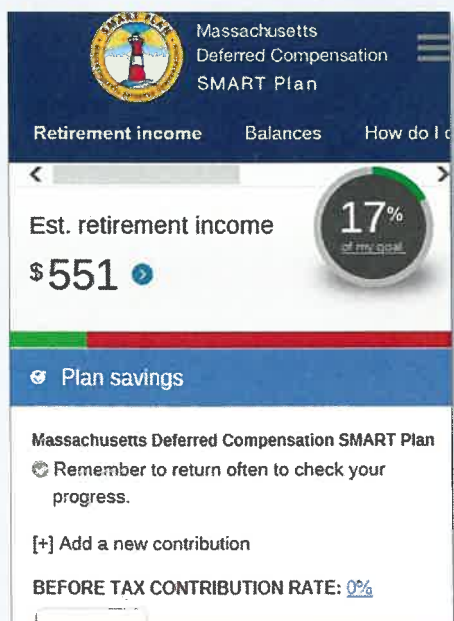 SMART PLAN
Massachusetts
Deferred Compensation
SMART Plan
Retirement income Balances How do I
Est. retirement income
$551
17%
of my goal
Plan savings
Massachusetts Deferred Compensation SMART Plan
Remember to return often to check your
progress.
[+] Add a new contribution
BEFORE TAX CONTRIBUTION RATE: 0%